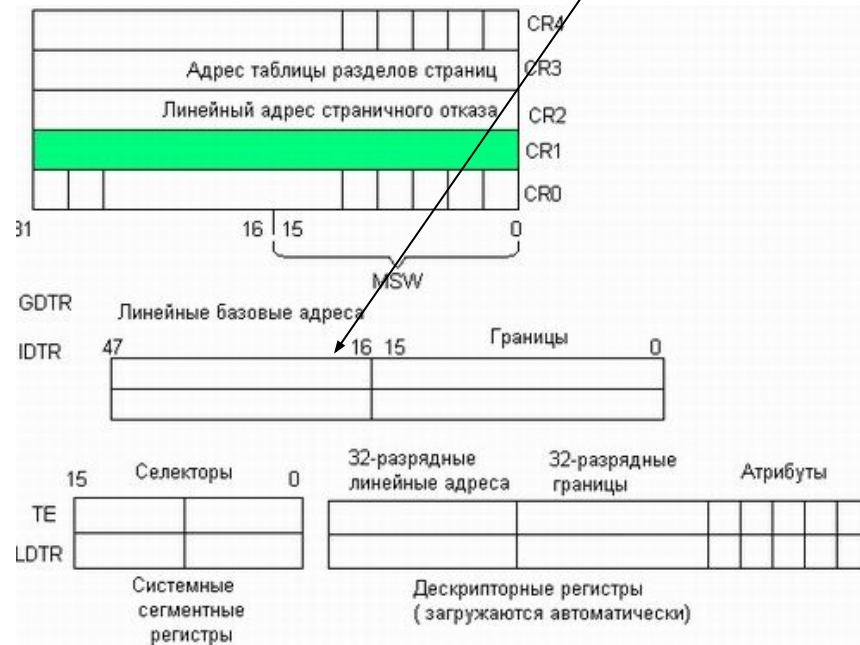 CR4
Адрес таблицы разделов страниц CR3
Линейный адрес страничного отказа CR2
CR1
CR0
31 16 15 0
MSW
GDTR Линейные базовые адреса
IDTR 47 16 15 Границы 0
15 Селекторы 0
32-разрядные
линейные адреса
32-разрядные
границы
Атрибуты
TE
LDTR
Системные
сегментные
регистры
Дескрипторные регистры
( загружаются автоматически)